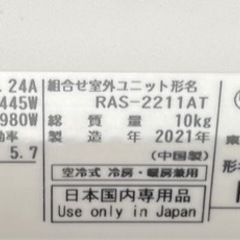 .24A
組合せ室外ユニット形名
445W
RAS-2211AT
980W
総質量 10kg
製造年 2021年
5.7
(中国製)
空冷式 冷房・暖房兼用
日本国内専用品
Use only in Japan
形名